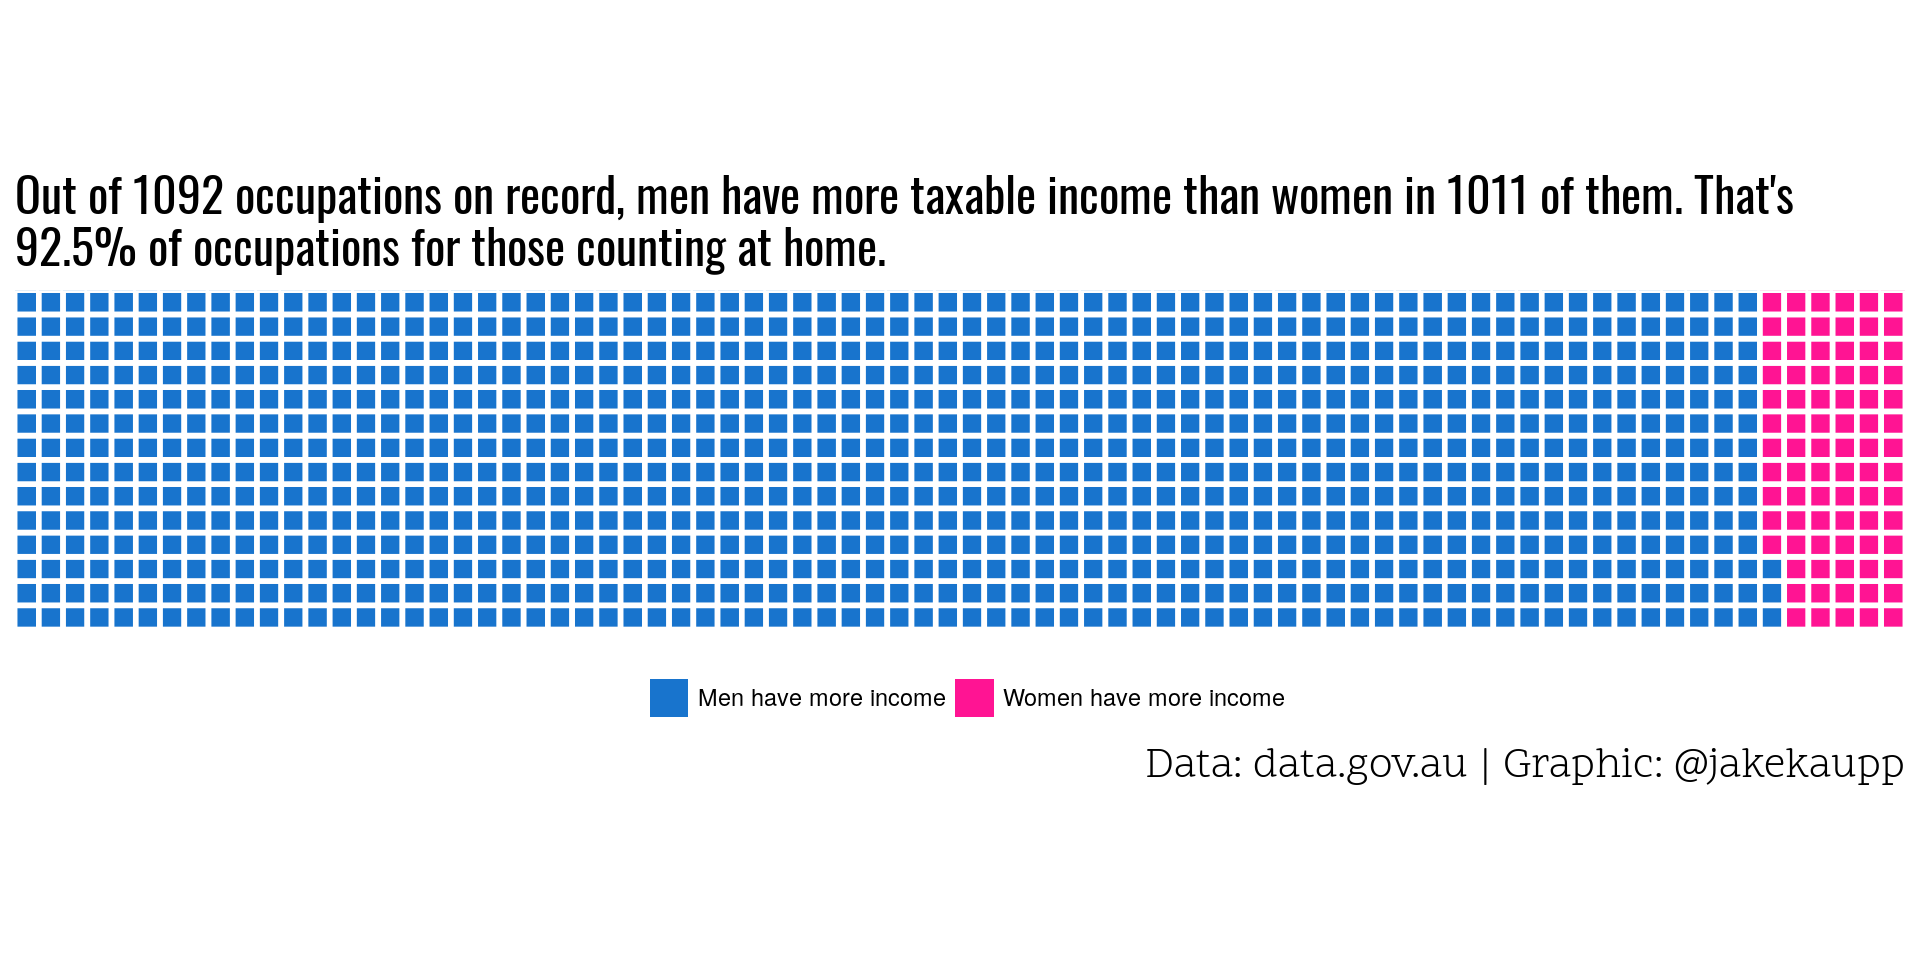 Out of 1092 occupations on record, men have more taxable income than women in 1011 of them. That's
92.5% of occupations for those counting at home.
Men have more income Women have more income
Data: data.gov.au | Graphic: @jakekaupp